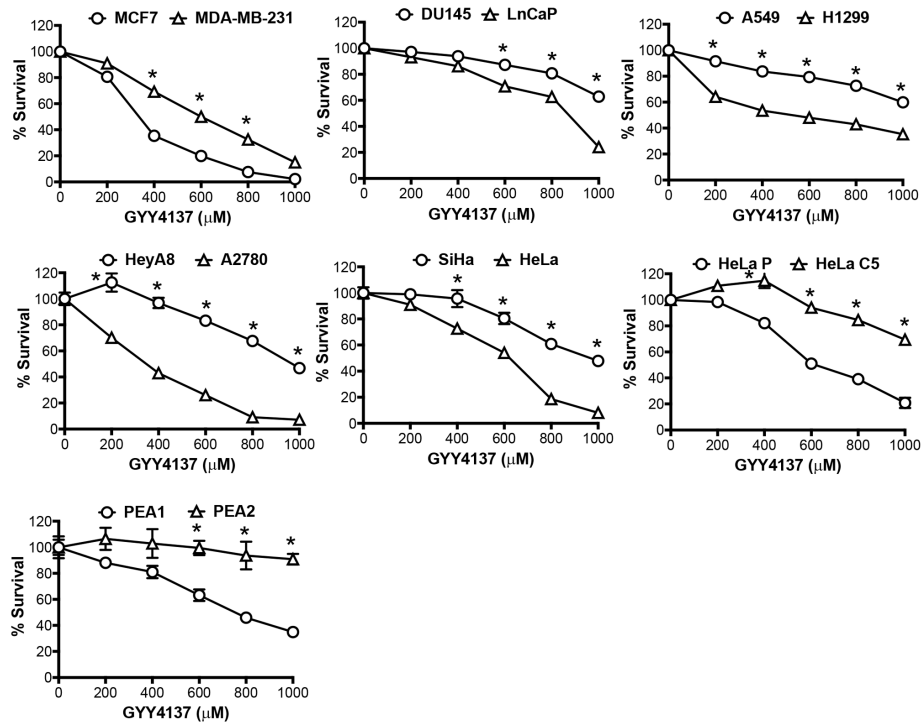 MCF7 MDA-MB-231
120
100
80
60
40
20
0
% Survival
0 200 400 600 800 1000
GYY4137 (μM)
* * *
DU145 LnCaP
120
100
80
60
40
20
0
% Survival
0 200 400 600 800 1000
GYY4137 (μM)
* * *
A549 H1299
120
100
80
60
40
20
0
% Survival
0 200 400 600 800 1000
GYY4137 (μM)
* * * * *
HeyA8 A2780
120
100
80
60
40
20
0
% Survival
0 200 400 600 800 1000
GYY4137 (μM)
* * * * *
SiHa HeLa
120
100
80
60
40
20
0
% Survival
0 200 400 600 800 1000
GYY4137 (μM)
* * * *
HeLa P HeLa C5
120
100
80
60
40
20
0
% Survival
0 200 400 600 800 1000
GYY4137 (μM)
* * * *
PEA1 PEA2
120
100
80
60
40
20
0
% Survival
0 200 400 600 800 1000
GYY4137 (μM)
* * *